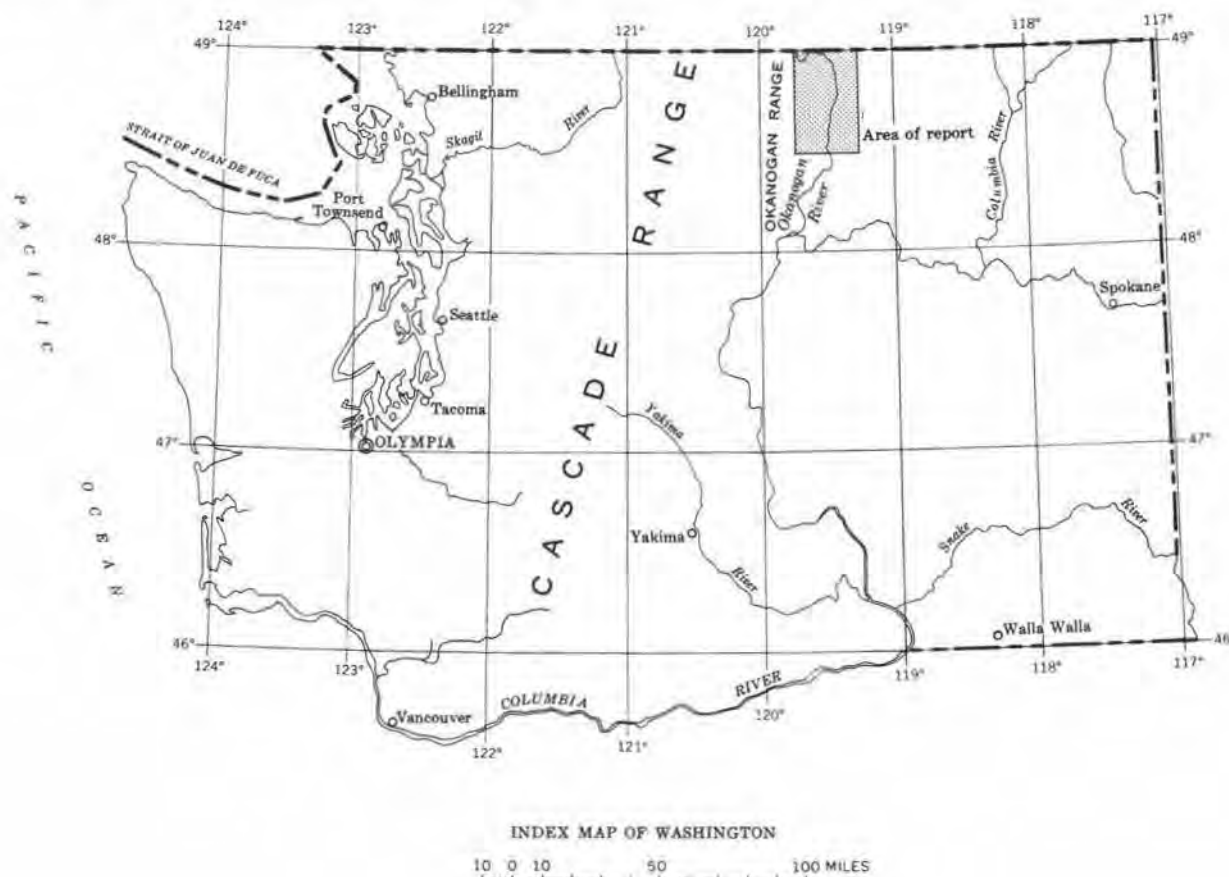 124° 123° 122° 121° 120° 119° 118° 117°
49° 49°
Bellingham
Skagit River
STRAIT OF JUAN DE FUCA
Port
Townsend
CASCADE RANGE
OKANOGAN RANGE
Okanogan
River
Area of report
Columbia River
48° 48°
Spokane
Seattle
Tacoma
OLYMPIA
47° 47°
PACIFIC
OCEAN
Yakima
River
Yakima
Snake River
Walla Walla
46° 46
124° 123° 122° 121° 120° 119° 118° 117°
Vancouver
COLUMBIA RIVER
INDEX MAP OF WASHINGTON
10 0 10 50 100 MILES